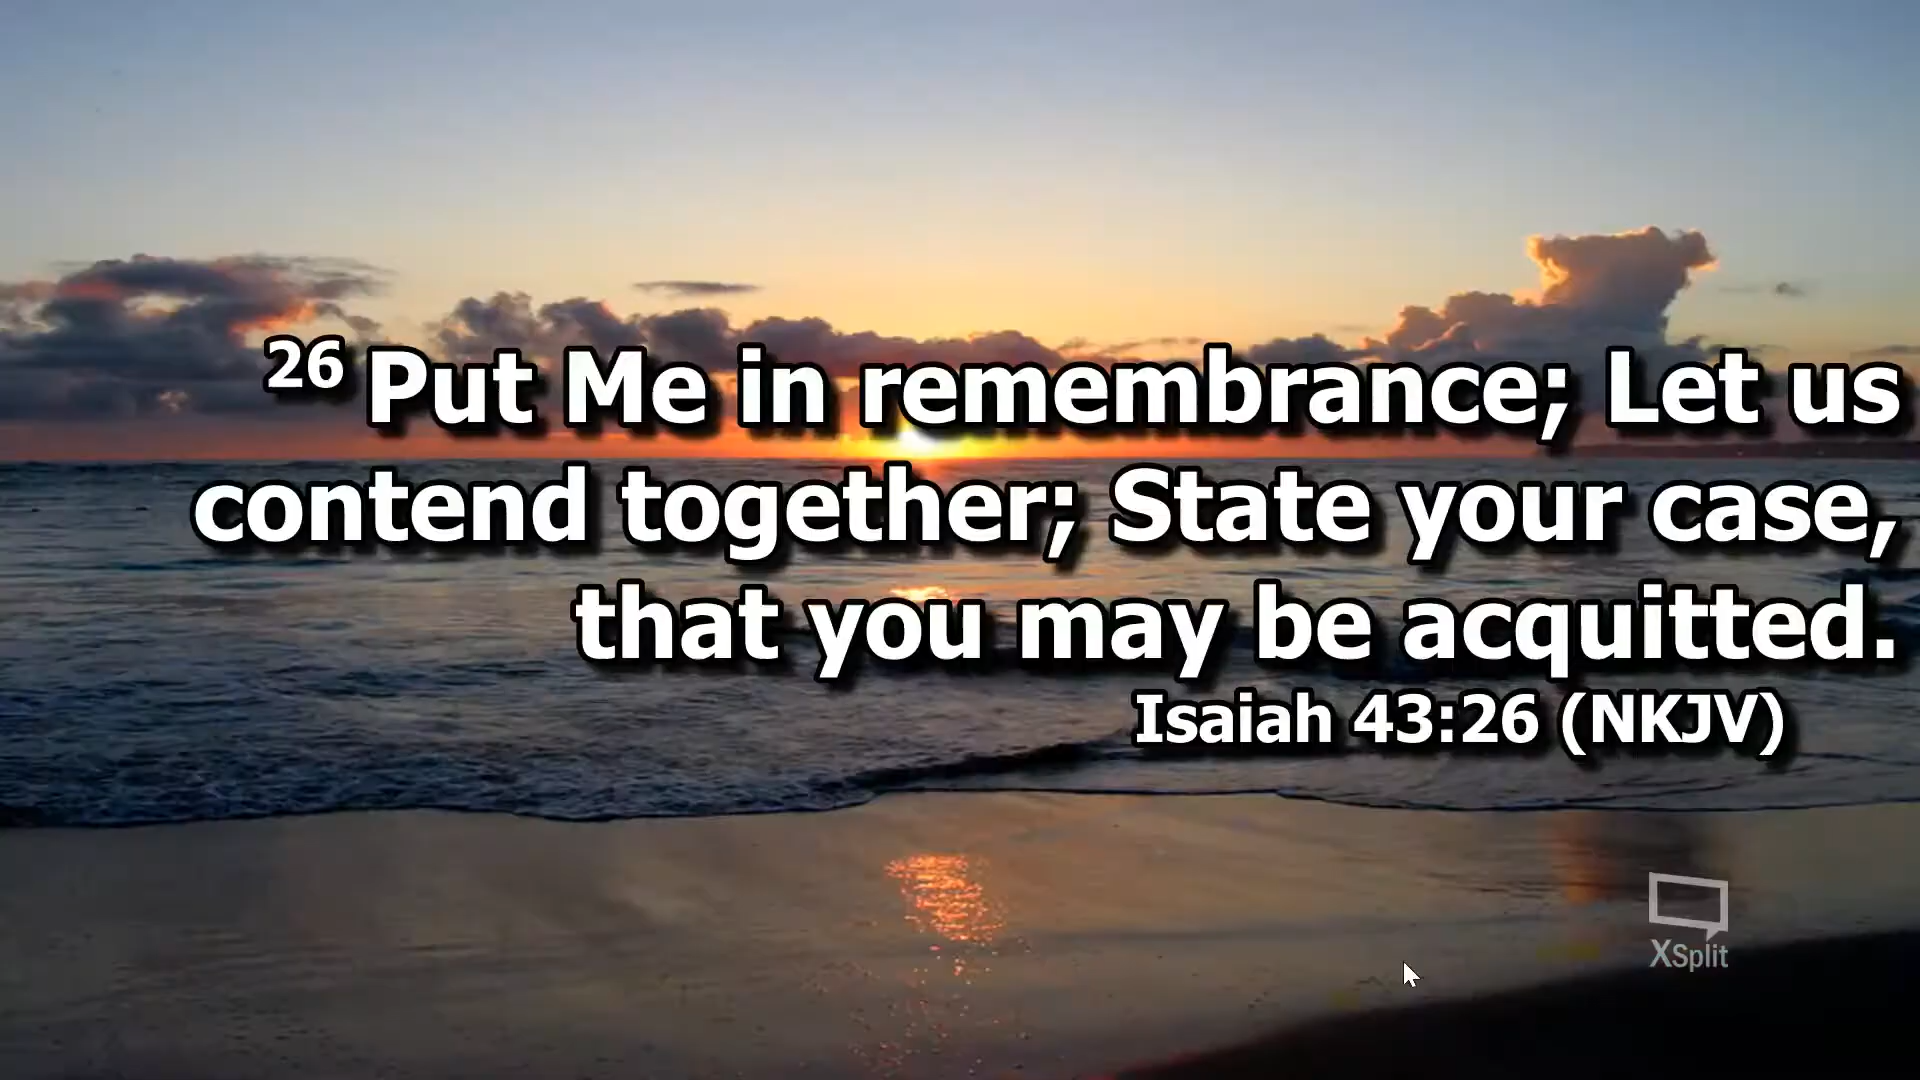 26 Put Me in remembrance; Let us
contend together; State your case,
that you may be acquitted.
Isaiah 43:26 (NKJV)
XSplit